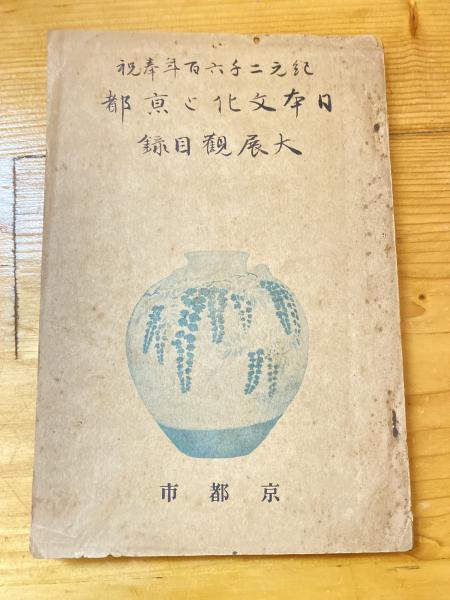 紀元二千六百年奉祝
日本文化と京都
大展観目録
京都市